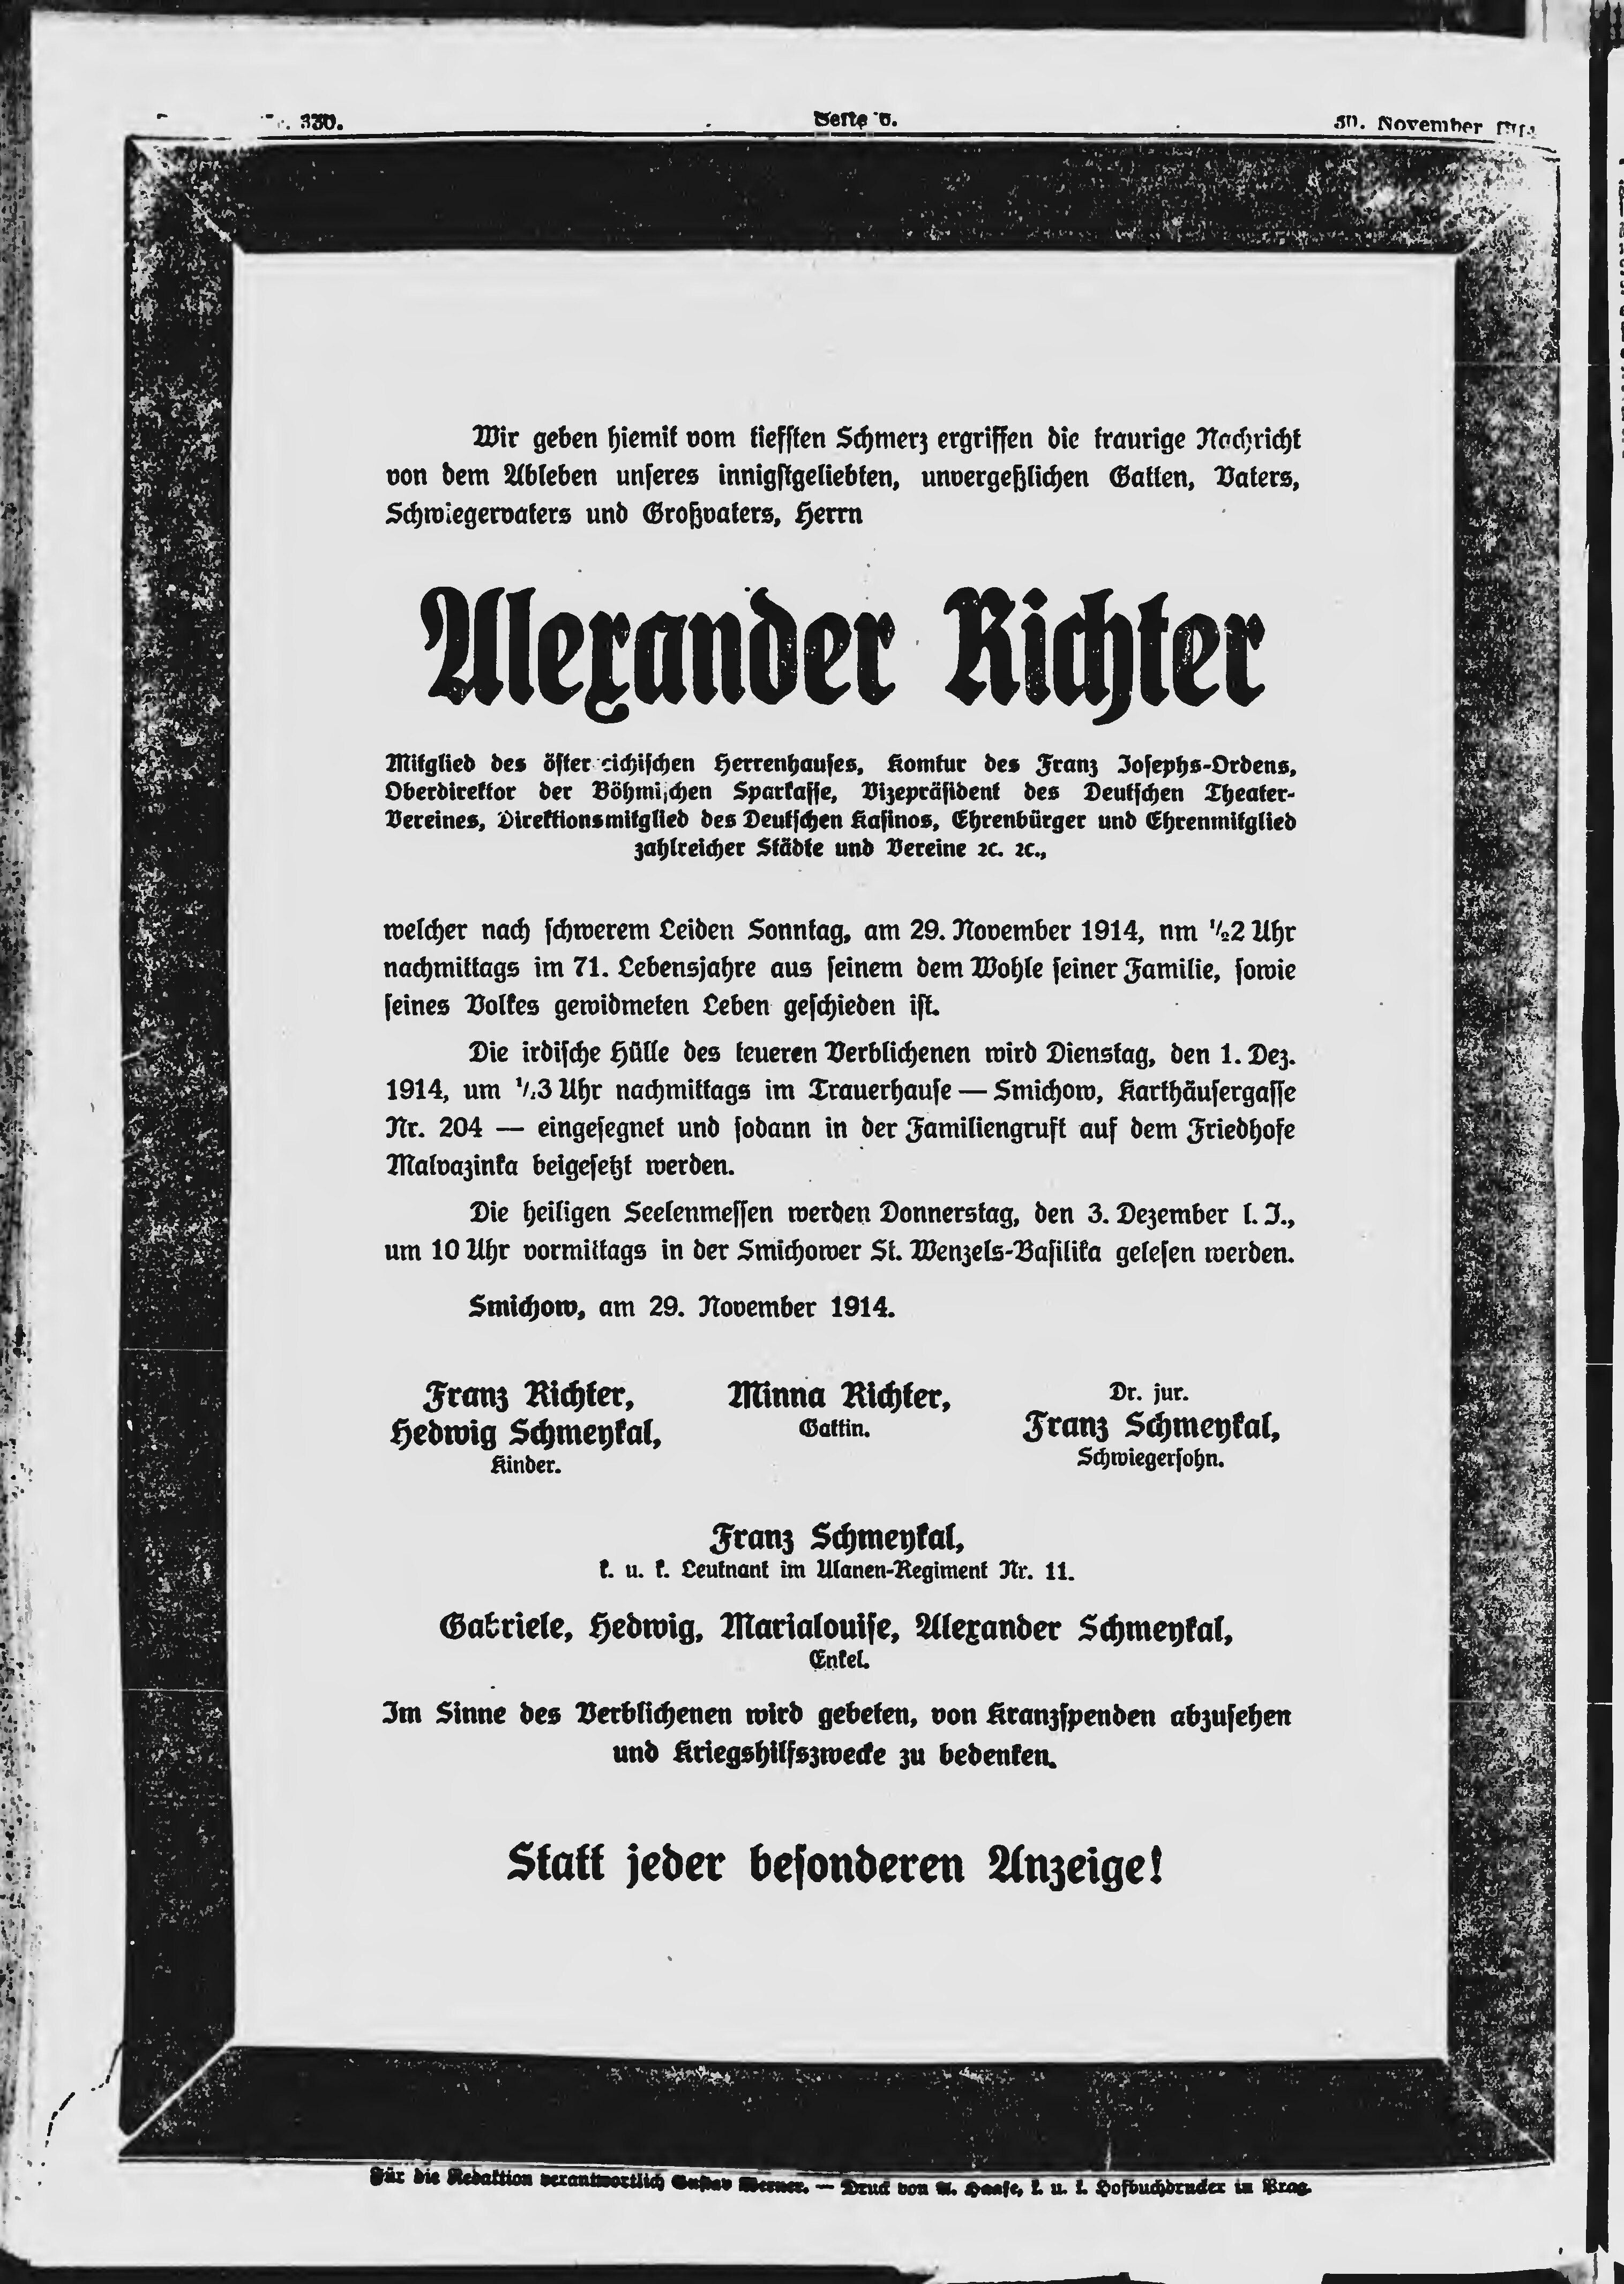 330.
Seite 6.
30. November
Wir geben hiemit vom tiefsten Schmerz ergriffen die traurige Nachricht
von dem Ableben unseres innigstgeliebten, unvergeßlichen Gatten, Vaters,
Schwiegervaters und Großvaters, Herrn
Alexander Richter
Mitglied des österreichischen Herrenhauses, Komtur des Franz Josephs-Ordens,
Oberdirektor der Böhmischen Sparkasse, Vizepräsident des Deutschen Theater-
Vereines, Direktionsmitglied des Deutschen Kasinos, Ehrenbürger und Ehrenmitglied
zahlreicher Städte und Vereine ꝛc. ꝛc.,
welcher nach schwerem Leiden Sonntag, am 29. November 1914, nm ½2 Uhr
nachmittags im 71. Lebensjahre aus seinem dem Wohle seiner Familie, sowie
seines Volkes gewidmeten Leben geschieden ist.
Die irdische Hülle des teueren Verblichenen wird Dienstag, den 1. Dez.
1914, um ½3 Uhr nachmittags im Trauerhause — Smichow, Karthäusergasse
Nr. 204 — eingesegnet und sodann in der Familiengruft auf dem Friedhofe
Malvazinka beigesetzt werden.
Die heiligen Seelenmessen werden Donnerstag, den 3. Dezember l. J.,
um 10 Uhr vormittags in der Smichower St. Wenzels-Basilika gelesen werden.
Smichow, am 29. November 1914.
Franz Richter,
Hedwig Schmeykal,
Kinder.
Minna Richter,
Gattin.
Dr. jur.
Franz Schmeykal,
Schwiegersohn.
Franz Schmeykal,
k. u. k. Leutnant im Ulanen-Regiment Nr. 11.
Gabriele, Hedwig, Marialouise, Alexander Schmeykal,
Enkel.
Im Sinne des Verblichenen wird gebeten, von Kranzspenden abzusehen
und Kriegshilfszwecke zu bedenken.
Statt jeder besonderen Anzeige!
Für die Redaktion verantwortlich Gustav Werner. — Druck von A. Haase, k. u. k. Hofbuchdrucker in Prag.